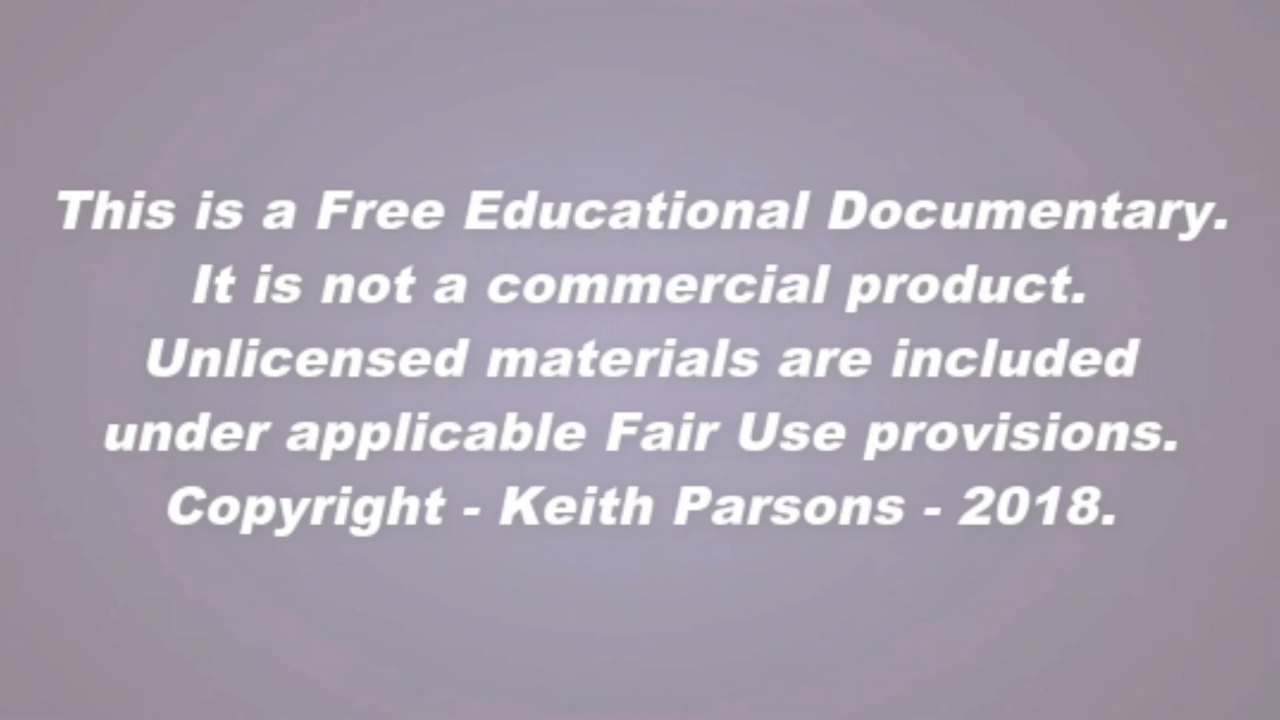 This is a Free Educational Documentary.
It is not a commercial product.
Unlicensed materials are included
under applicable Fair Use provisions.
Copyright - Keith Parsons - 2018.